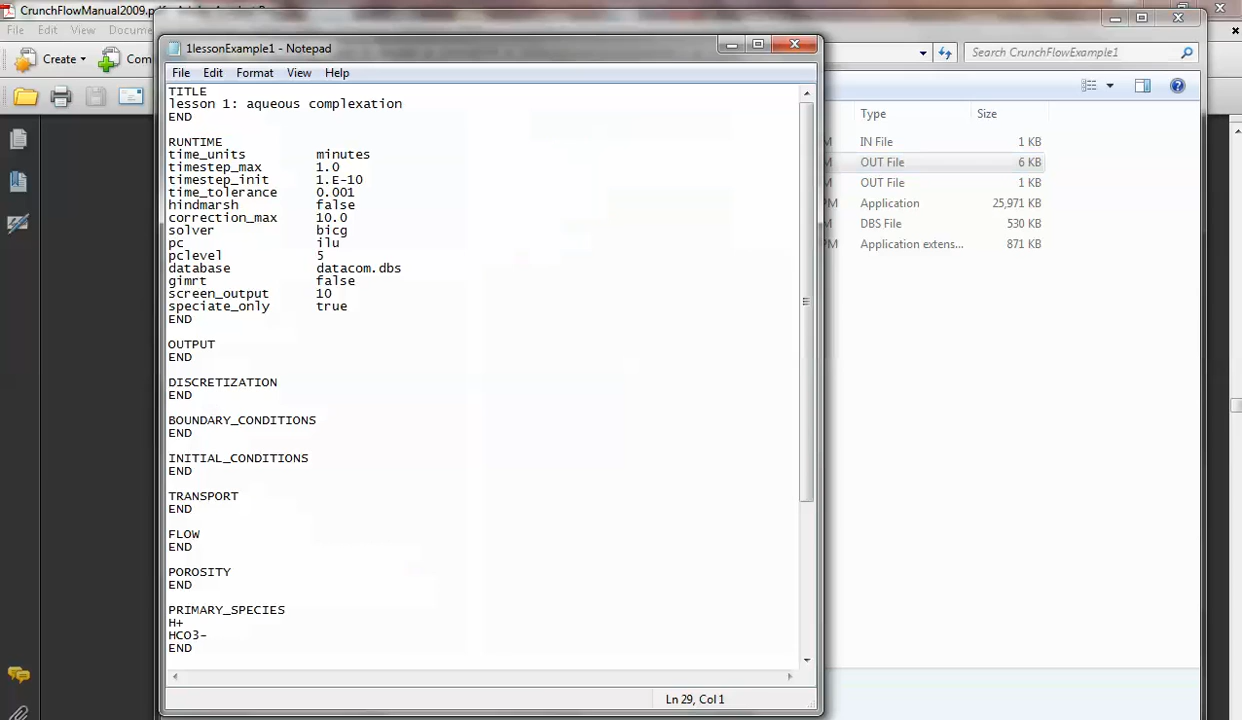 CrunchFlowManual2009.pdf
File Edit View Docume
Create
Com
1lessonExample1 - Notepad
File Edit Format View Help
TITLE
lesson 1: aqueous complexation
END
RUNTIME
time_units minutes
timestep_max 1.0
timestep_init 1.E-10
time_tolerance 0.001
hindmarsh false
correction_max 10.0
solver bicg
pc ilu
pclevel 5
database datacom.dbs
gimrt false
screen_output 10
speciate_only true
END
OUTPUT
END
DISCRETIZATION
END
BOUNDARY_CONDITIONS
END
INITIAL_CONDITIONS
END
TRANSPORT
END
FLOW
END
POROSITY
END
PRIMARY_SPECIES
H+
HCO3-
END
Ln 29, Col 1
Search CrunchFlowExample1
Type Size
M IN File 1 KB
M OUT File 6 KB
M OUT File 1 KB
PM Application 25,971 KB
DBS File 530 KB
PM Application extens... 871 KB